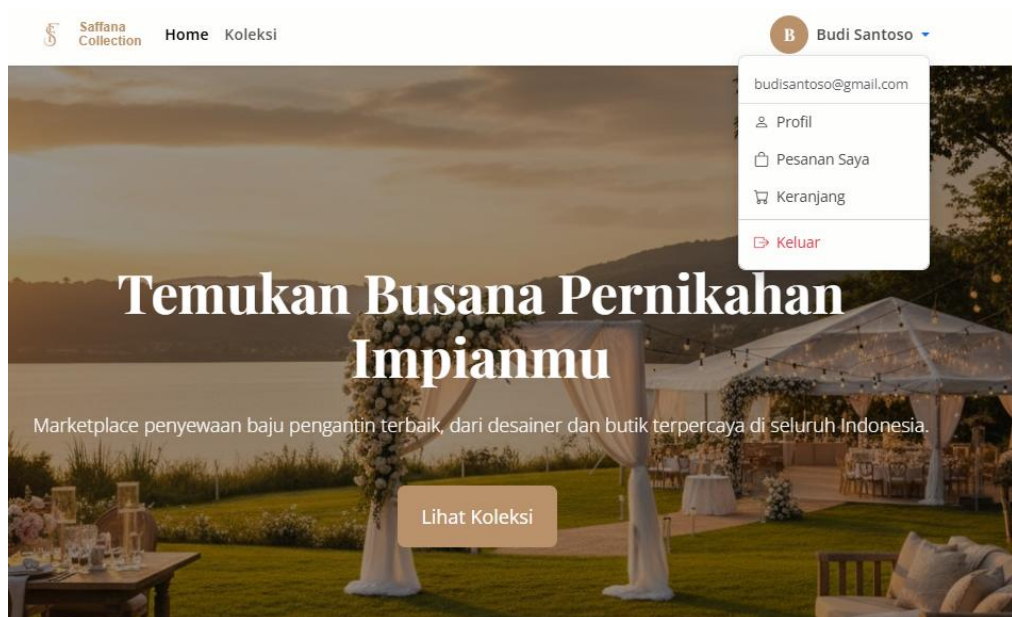 Saffana
Collection
Home Koleksi
B Budi Santoso
budisantoso@gmail.com
Profil
Pesanan Saya
Keranjang
Keluar
Temukan Busana Pernikahan
Impianmu
Marketplace penyewaan baju pengantin terbaik, dari desainer dan butik terpercaya di seluruh Indonesia.
Lihat Koleksi